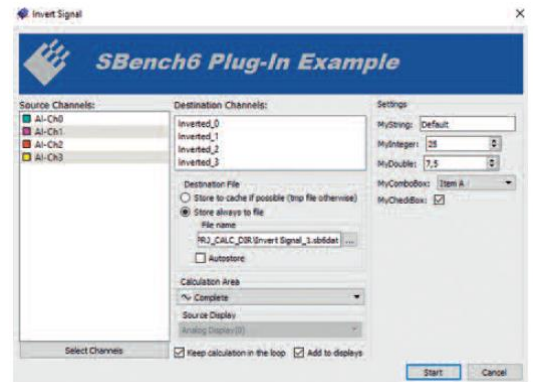 Invert Signal
SBench6 Plug-In Example
Source Channels:
AI-Ch0
AI-Ch1
AI-Ch2
AI-Ch3
Select Channels
Destination Channels:
Inverted_0
Inverted_1
Inverted_2
Inverted_3
Destination File
Store to cache if possible (tmp file otherwise)
Store always to file
File name
PRJ_CALC_DIR\Invert Signal_1.sb6dat ...
Autostore
Calculation Area
Complete
Source Display
Analog Display(0)
Keep calculation in the loop Add to displays
Settings
MyString: Default
MyInteger: 25
MyDouble: 7,5
MyComboBox: Item A
MyCheckBox:
Start Cancel